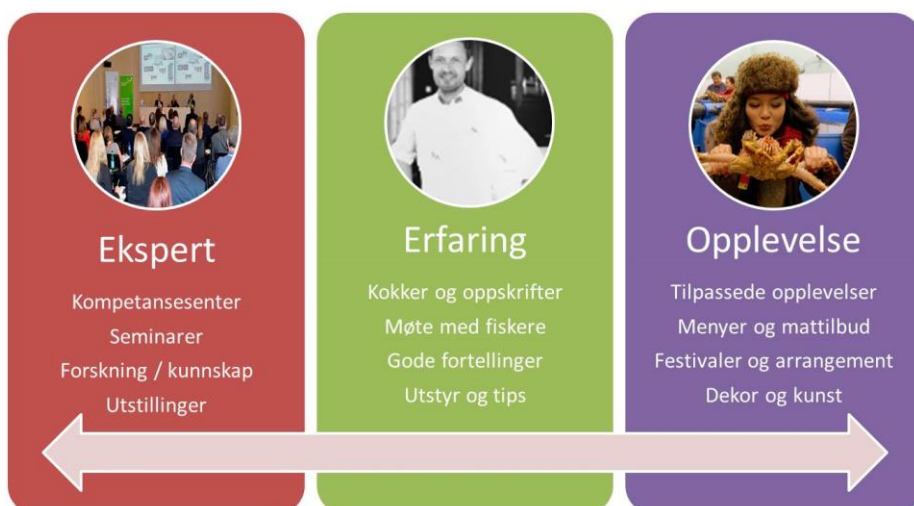 Ekspert
Kompetansesenter
Seminarer
Forskning / kunnskap
Utstillinger
Erfaring
Kokker og oppskrifter
Møte med fiskere
Gode fortellinger
Utstyr og tips
Opplevelse
Tilpassede opplevelser
Menyer og mattilbud
Festivaler og arrangement
Dekor og kunst